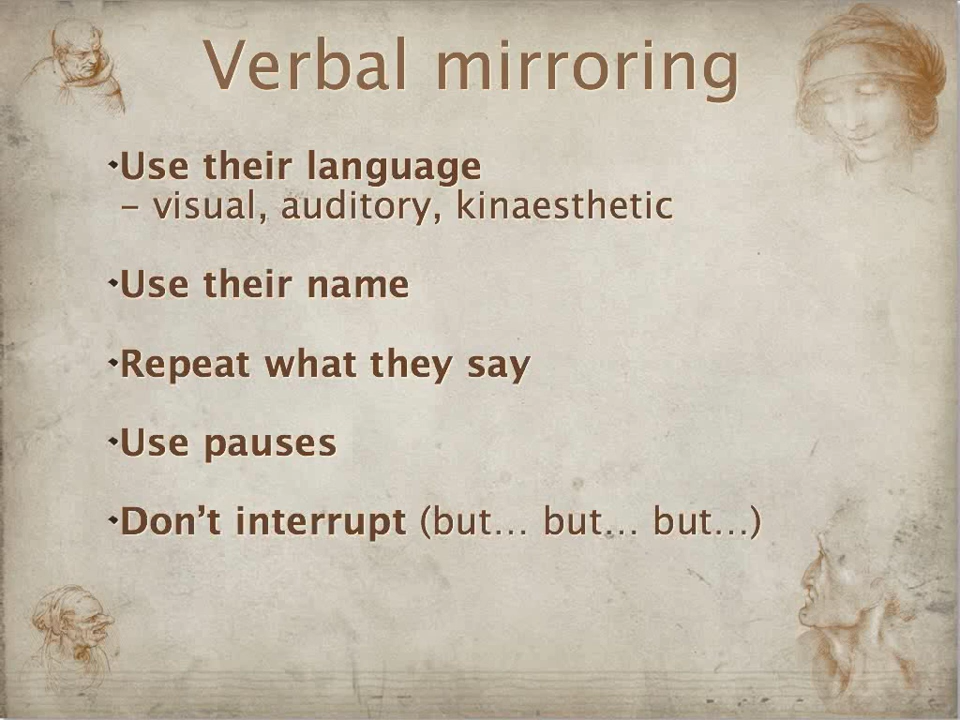 Verbal mirroring
Use their language
- visual, auditory, kinaesthetic
Use their name
Repeat what they say
Use pauses
Don’t interrupt (but… but… but…)